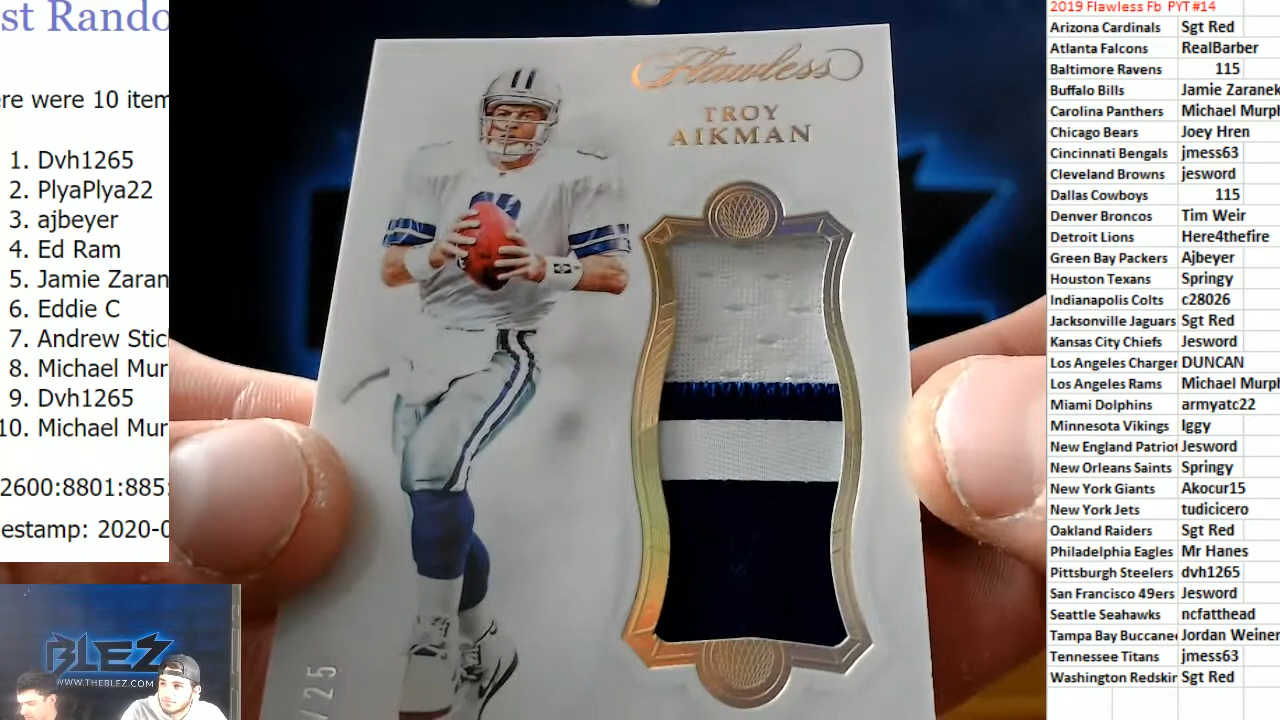 st Rando
ere were 10 item
1. Dvh1265
2. PlyaPlya22
3. ajbeyer
4. Ed Ram
5. Jamie Zaran
6. Eddie C
7. Andrew Stic
8. Michael Mur
9. Dvh1265
10. Michael Mur
2600:8801:885:
estamp: 2020-0
Flawless
TROY
AIKMAN
/25
BLEZ
WWW.THEBLEZ.COM
2019 Flawless Fb PYT #14
Arizona Cardinals Sgt Red
Atlanta Falcons RealBarber
Baltimore Ravens 115
Buffalo Bills Jamie Zaranek
Carolina Panthers Michael Murph
Chicago Bears Joey Hren
Cincinnati Bengals jmess63
Cleveland Browns jesword
Dallas Cowboys 115
Denver Broncos Tim Weir
Detroit Lions Here4thefire
Green Bay Packers Ajbeyer
Houston Texans Springy
Indianapolis Colts c28026
Jacksonville Jaguars Sgt Red
Kansas City Chiefs Jesword
Los Angeles Charger DUNCAN
Los Angeles Rams Michael Murph
Miami Dolphins armyatc22
Minnesota Vikings Iggy
New England Patriot Jesword
New Orleans Saints Springy
New York Giants Akocur15
New York Jets tudicicero
Oakland Raiders Sgt Red
Philadelphia Eagles Mr Hanes
Pittsburgh Steelers dvh1265
San Francisco 49ers Jesword
Seattle Seahawks ncfatthead
Tampa Bay Buccanee Jordan Weiner
Tennessee Titans jmess63
Washington Redskin Sgt Red